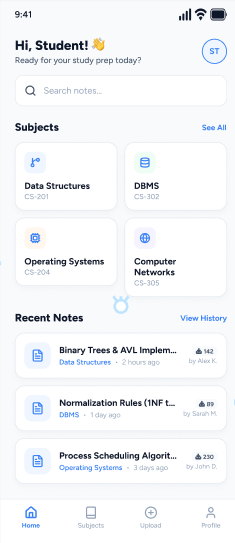 9:41
Hi, Student! 👋
ST
Ready for your study prep today?
Search notes...
Subjects
See All
Data Structures
CS-201
DBMS
CS-302
Operating Systems
CS-204
Computer
Networks
CS-305
Recent Notes
View History
Binary Trees & AVL Implem...
142
Data Structures • 2 hours ago
by Alex K.
Normalization Rules (1NF t...
89
DBMS • 1 day ago
by Sarah M.
Process Scheduling Algorit...
230
Operating Systems • 3 days ago
by John D.
Home
Subjects
Upload
Profile